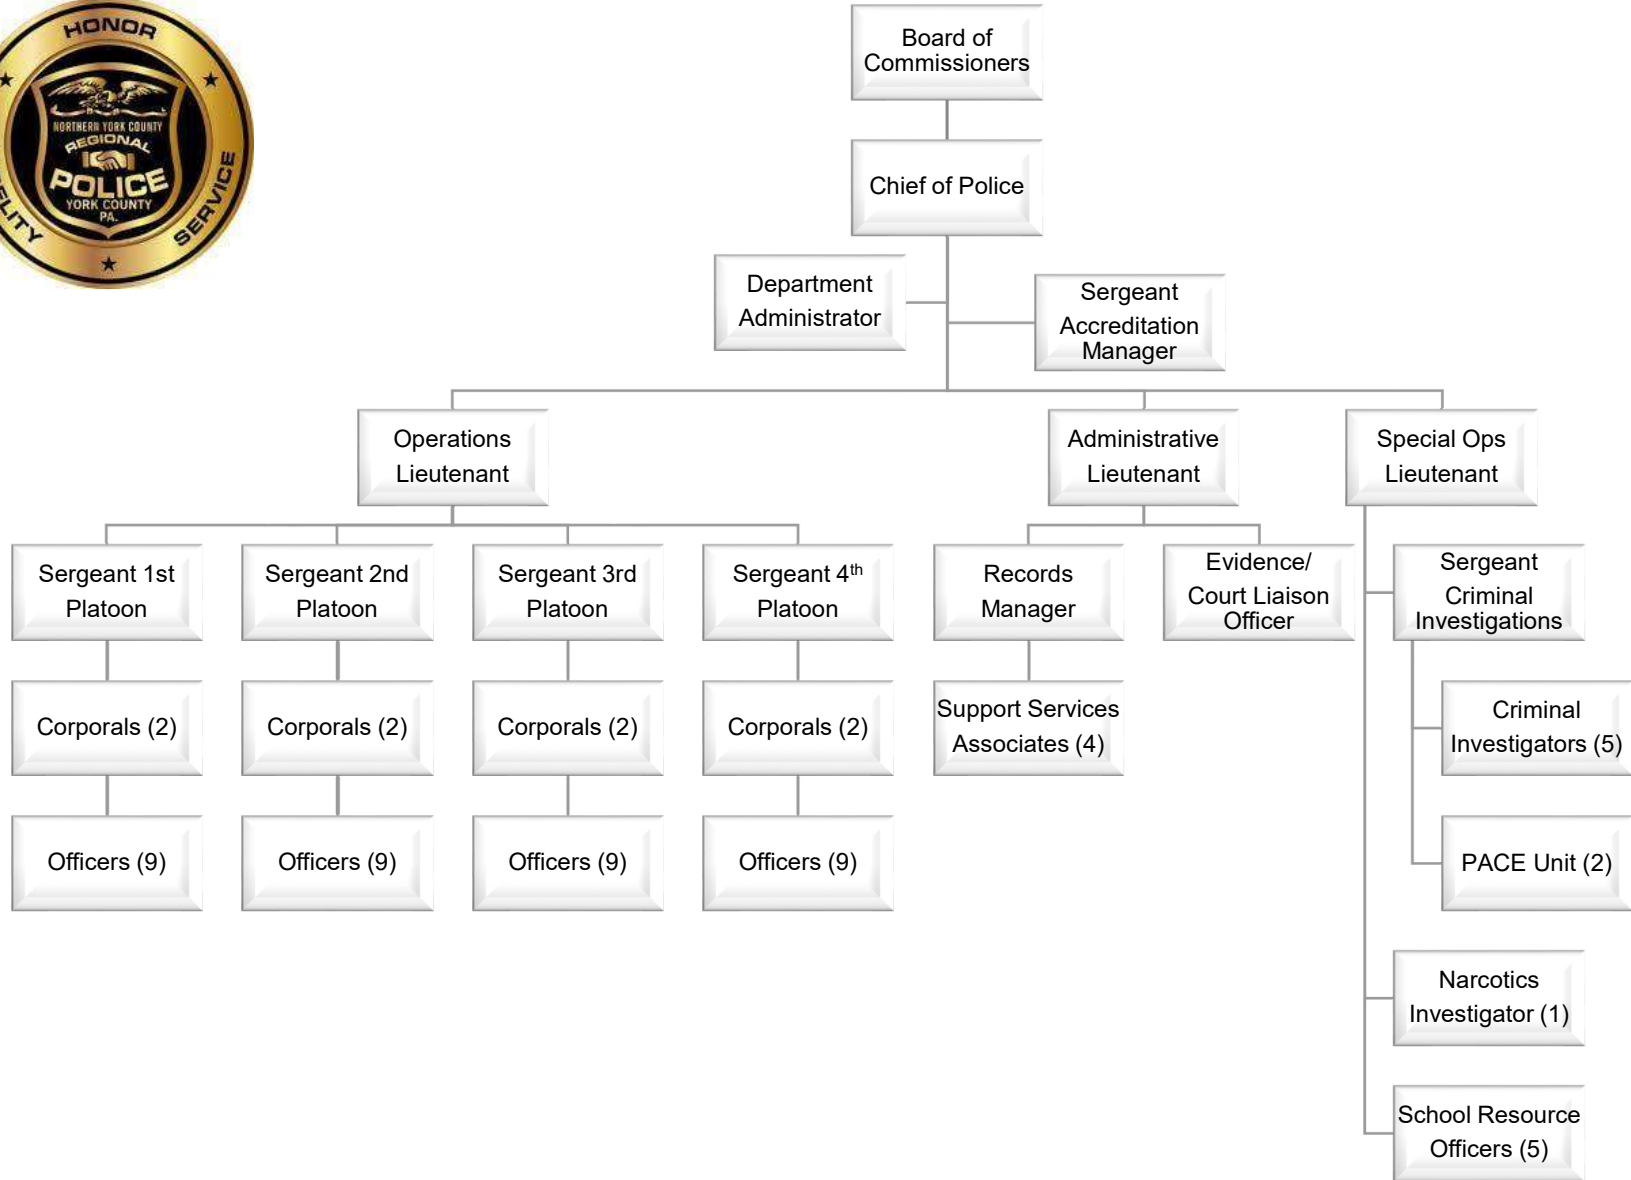 HONOR
NORTHERN YORK COUNTY
REGIONAL
POLICE
YORK COUNTY
PA.
SERVICE
Board of
Commissioners
Chief of Police
Department
Administrator
Sergeant
Accreditation
Manager
Operations
Lieutenant
Administrative
Lieutenant
Special Ops
Lieutenant
Sergeant 1st
Platoon
Sergeant 2nd
Platoon
Sergeant 3rd
Platoon
Sergeant 4th
Platoon
Records
Manager
Evidence/
Court Liaison
Officer
Sergeant
Criminal
Investigations
Corporals (2)
Corporals (2)
Corporals (2)
Corporals (2)
Support Services
Associates (4)
Criminal
Investigators (5)
Officers (9)
Officers (9)
Officers (9)
Officers (9)
PACE Unit (2)
Narcotics
Investigator (1)
School Resource
Officers (5)